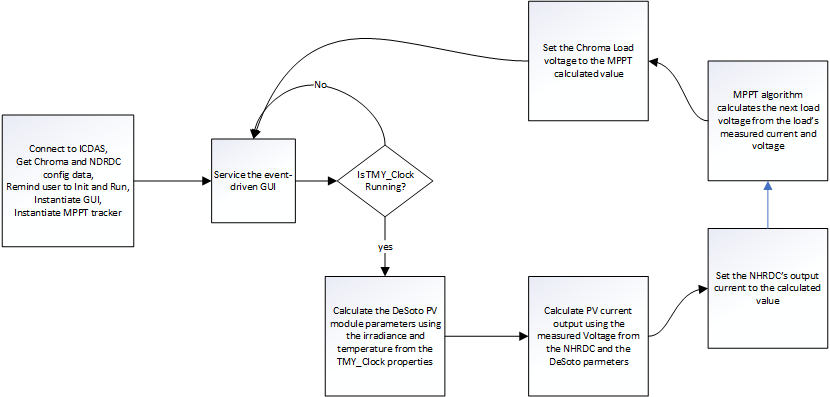 Connect to ICDAS,
Get Chroma and NDRDC
config data,
Remind user to Init and Run,
Instantiate GUI,
Instantiate MPPT tracker
Service the event-
driven GUI
No
Is TMY_Clock
Running?
yes
Calculate the DeSoto PV
module parameters using
the irradiance and
temperature from the
TMY_Clock properties
Calculate PV current
output using the
measured Voltage from
the NHRDC and the
DeSoto parmeters
Set the NHRDC's output
current to the calculated
value
MPPT algorithm
calculates the next load
voltage from the load's
measured current and
voltage
Set the Chroma Load
voltage to the MPPT
calculated value